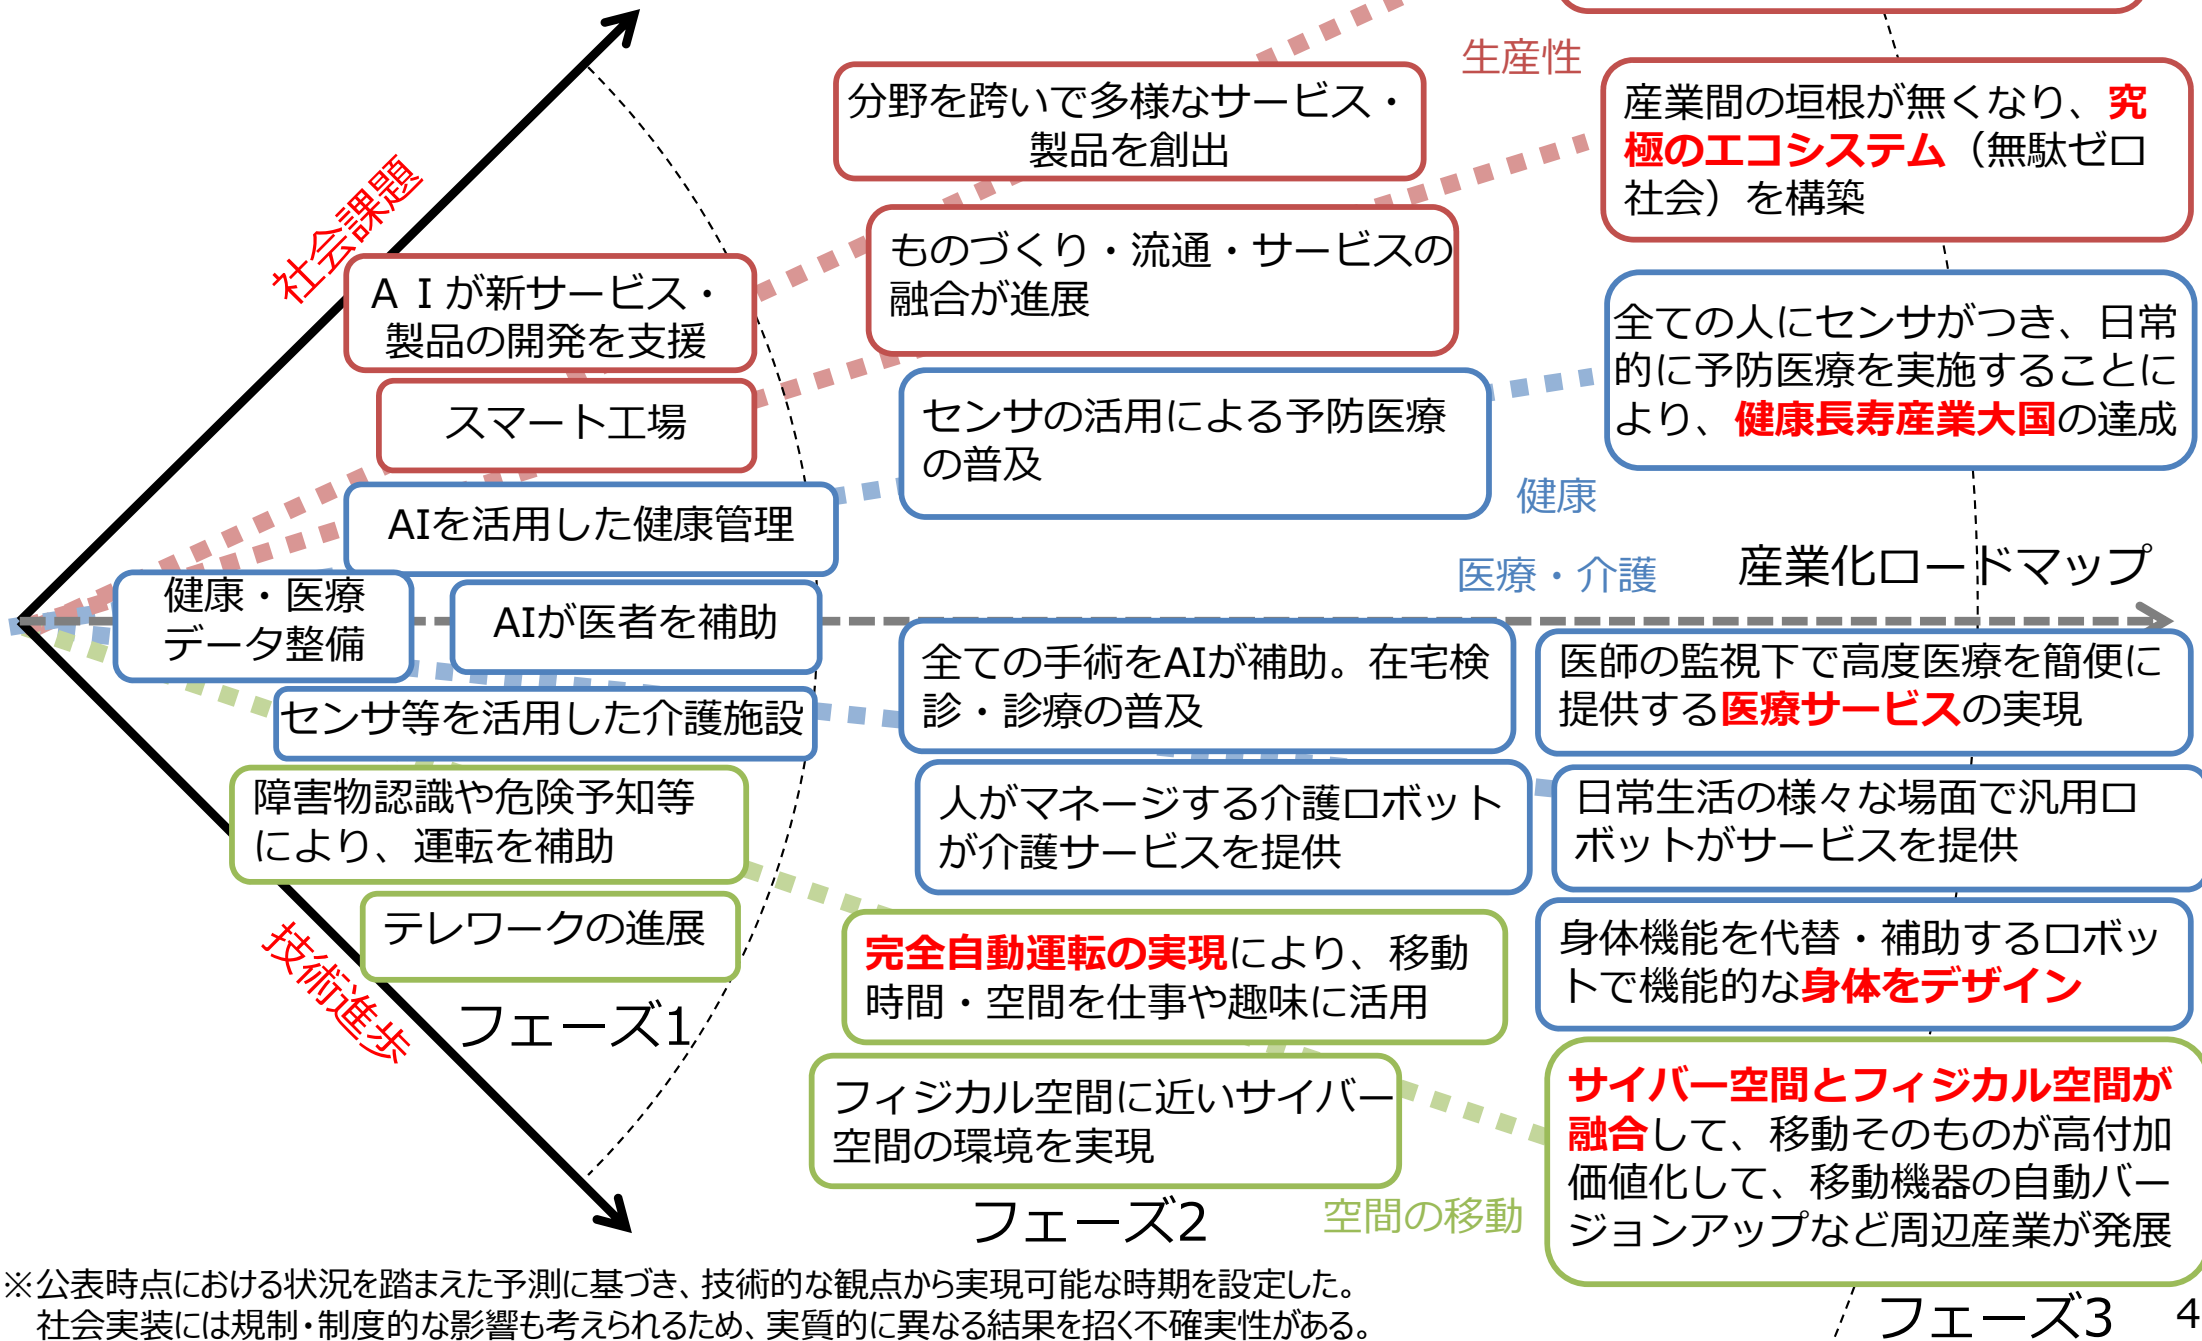 生産性
分野を跨いで多様なサービス・
製品を創出
産業間の垣根が無くなり、究
極のエコシステム（無駄ゼロ
社会）を構築
社会課題
ＡＩが新サービス・
製品の開発を支援
ものづくり・流通・サービスの
融合が進展
スマート工場
全ての人にセンサがつき、日常
的に予防医療を実施することに
より、健康長寿産業大国の達成
センサの活用による予防医療
の普及
AIを活用した健康管理
健康
医療・介護
産業化ロードマップ
健康・医療
データ整備
AIが医者を補助
全ての手術をAIが補助。在宅検
診・診療の普及
医師の監視下で高度医療を簡便に
提供する医療サービスの実現
センサ等を活用した介護施設
障害物認識や危険予知等
により、運転を補助
人がマネージする介護ロボット
が介護サービスを提供
日常生活の様々な場面で汎用ロ
ボットがサービスを提供
テレワークの進展
完全自動運転の実現により、移動
時間・空間を仕事や趣味に活用
身体機能を代替・補助するロボッ
トで機能的な身体をデザイン
技術進歩
フェーズ1
フィジカル空間に近いサイバー
空間の環境を実現
サイバー空間とフィジカル空間が
融合して、移動そのものが高付加
価値化して、移動機器の自動バー
ジョンアップなど周辺産業が発展
フェーズ2
空間の移動
※公表時点における状況を踏まえた予測に基づき、技術的な観点から実現可能な時期を設定した。
社会実装には規制・制度的な影響も考えられるため、実質的に異なる結果を招く不確実性がある。
フェーズ3
4